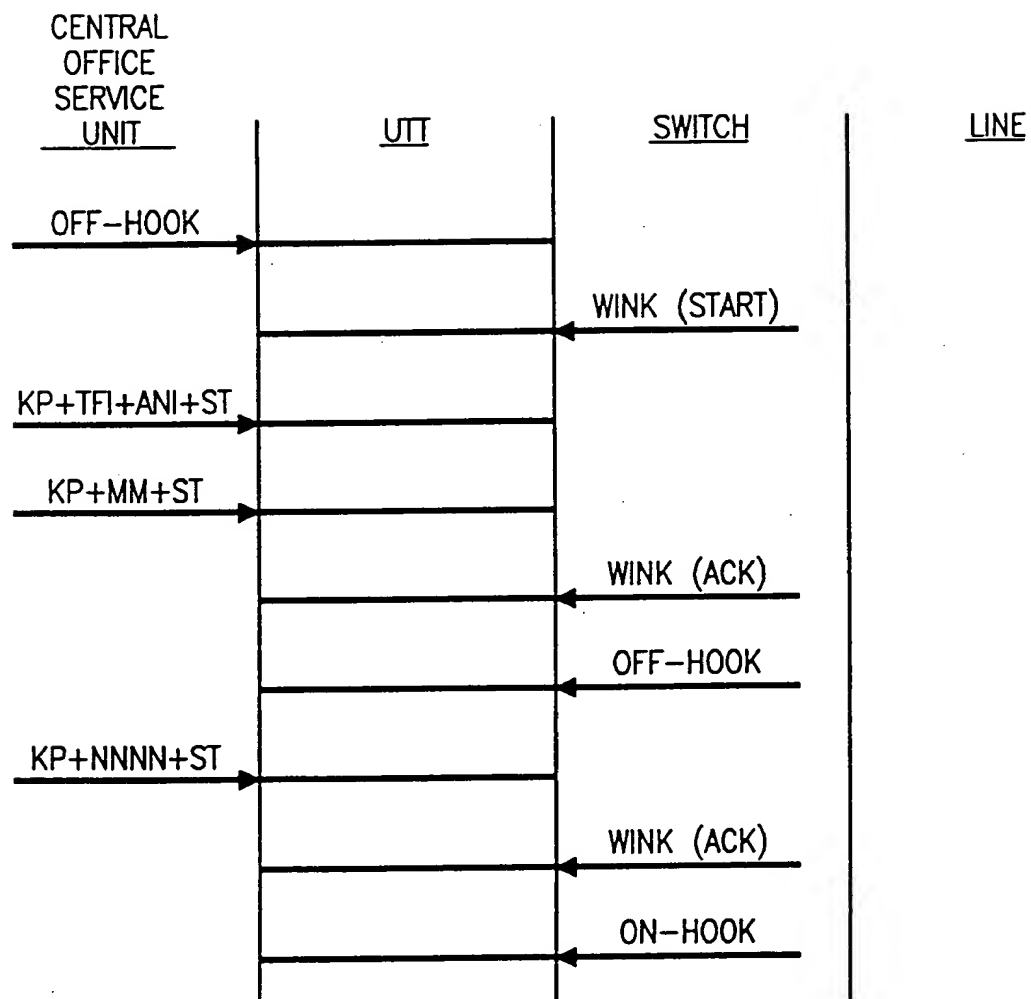 CENTRAL
OFFICE
SERVICE
UNIT
UTT
SWITCH
LINE
OFF-HOOK
WINK (START)
KP+TFI+ANI+ST
KP+MM+ST
WINK (ACK)
OFF-HOOK
KP+NNNN+ST
WINK (ACK)
ON-HOOK